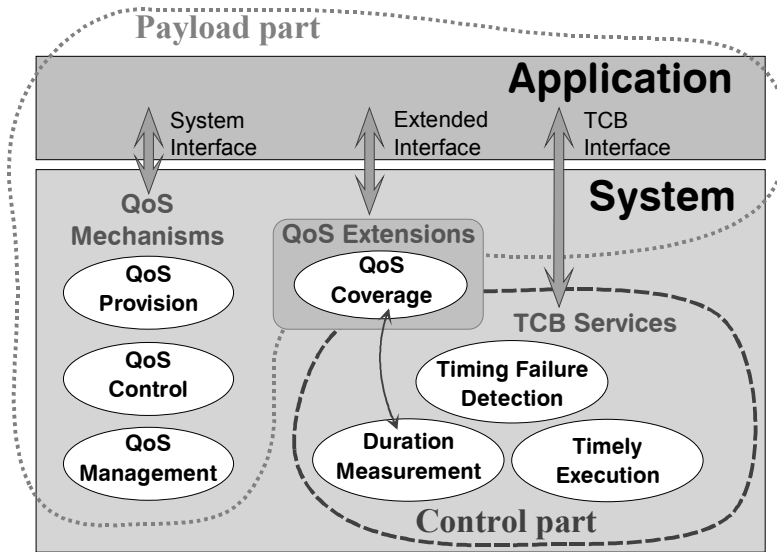 Payload part
Application
System
Interface
Extended
Interface
TCB
Interface
System
QoS
Mechanisms
QoS Extensions
QoS
Provision
QoS
Coverage
TCB Services
QoS
Control
Timing Failure
Detection
QoS
Management
Duration
Measurement
Timely
Execution
Control part